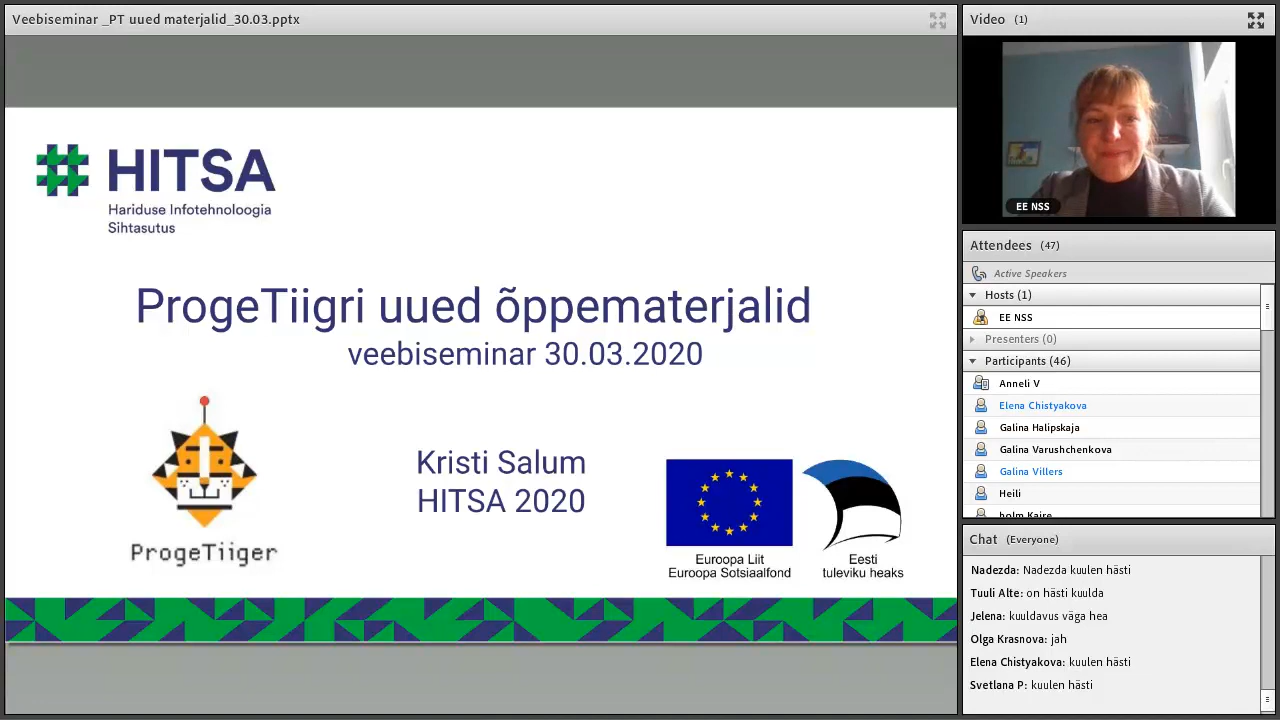 Veebiseminar _PT uued materjalid_30.03.pptx
HITSA
Hariduse Infotehnoloogia
Sihtasutus
ProgeTiigri uued õppematerjalid
veebiseminar 30.03.2020
Kristi Salum
HITSA 2020
ProgeTiiger
Euroopa Liit
Euroopa Sotsiaalfond
Eesti
tuleviku heaks
Video (1)
EE NSS
Attendees (47)
Active Speakers
Hosts (1)
EE NSS
Presenters (0)
Participants (46)
Anneli V
Elena Chistyakova
Galina Halipskaja
Galina Varushchenkova
Galina Villers
Heili
holm Kaire
Chat (Everyone)
Nadezda: Nadezda kuulen hästi
Tuuli Alte: on hästi kuulda
Jelena: kuuldavus väga hea
Olga Krasnova: jah
Elena Chistyakova: kuulen hästi
Svetlana P: kuulen hästi